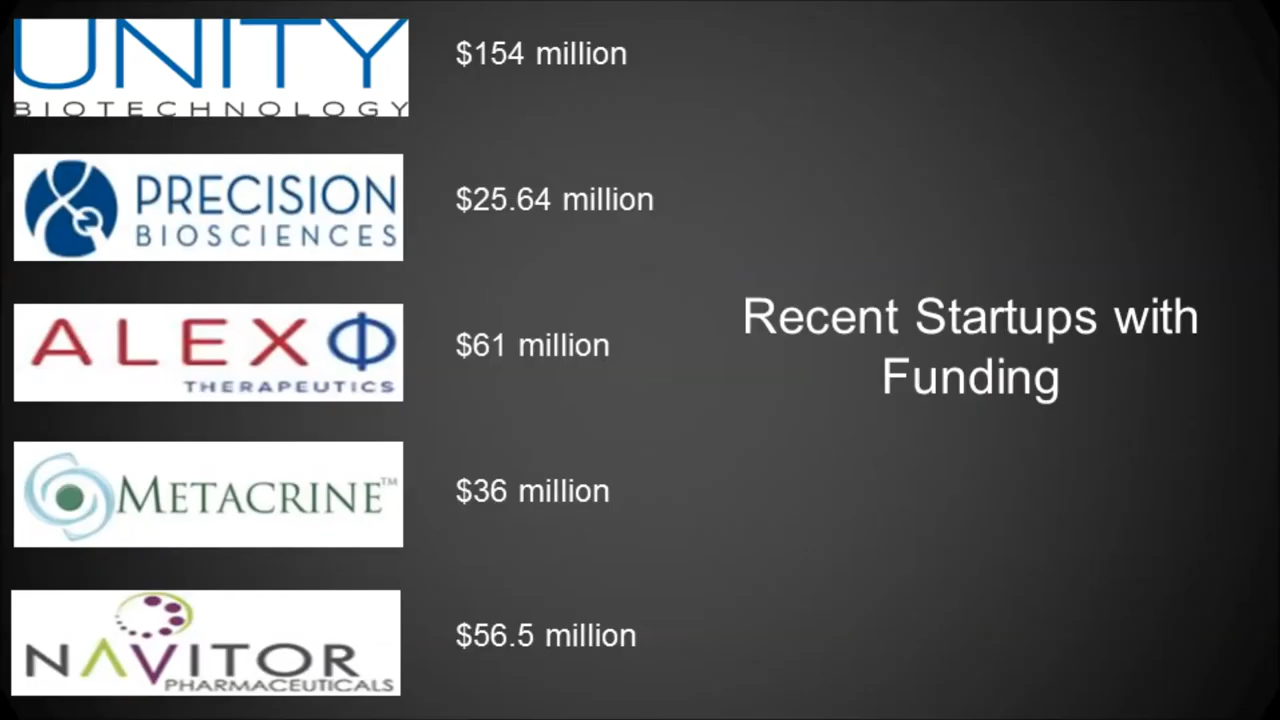 UNITY
BIOTECHNOLOGY
$154 million
PRECISION
BIOSCIENCES
$25.64 million
ALEXΦ
THERAPEUTICS
$61 million
METACRINE™
$36 million
NAVITOR
PHARMACEUTICALS
$56.5 million
Recent Startups with
Funding